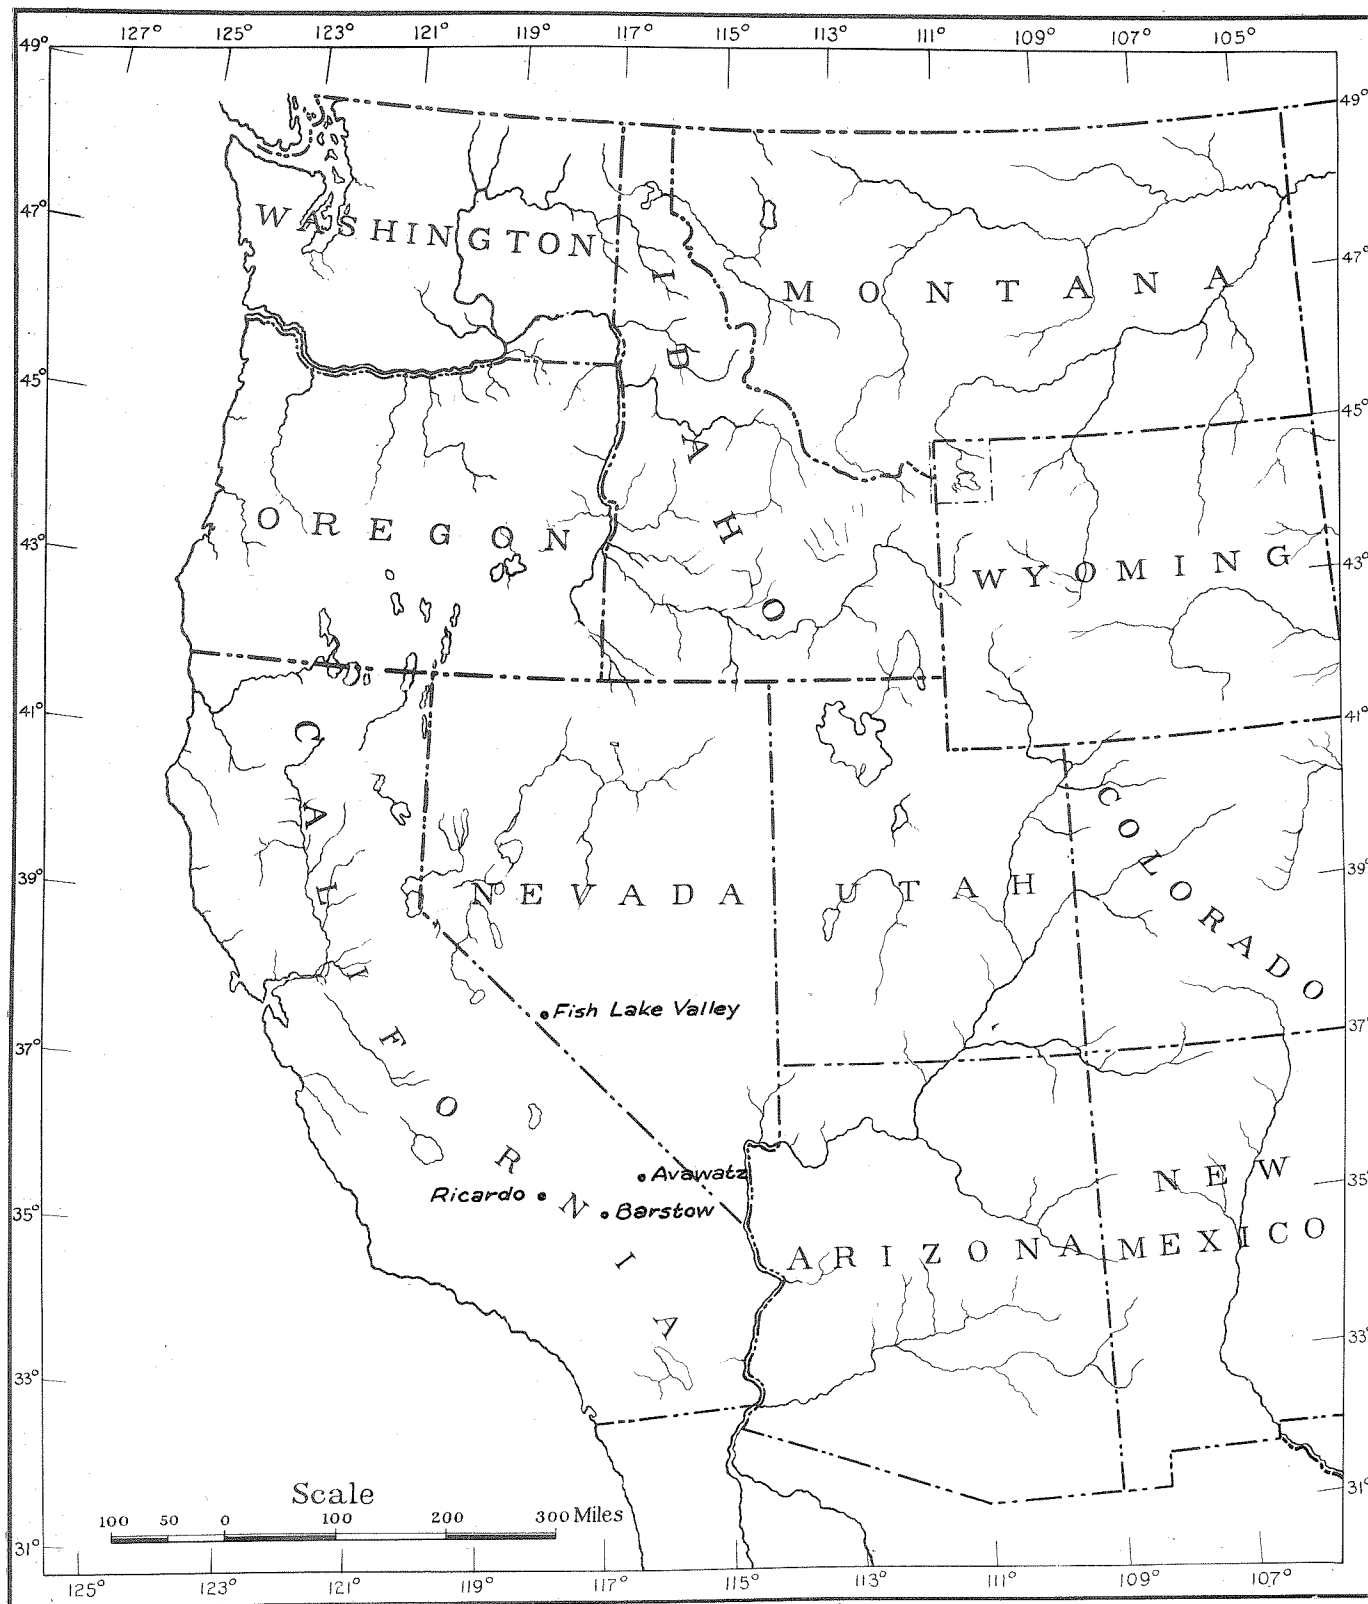 127° 125° 123° 121° 119° 117° 115° 113° 111° 109° 107° 105°
49° 49°
WASHINGTON
47°
MONTANA 47°
IDAHO
45° 45°
OREGON
43° WYOMING 43°
41° 41°
CALIFORNIA
COLORADO
39° NEVADA UTAH 39°
Fish Lake Valley
37° 37°
Avawatz NEW 35°
Ricardo
35° Barstow
ARIZONA MEXICO
33°
33°
Scale
100 50 0 100 200 300 Miles
31°
31°
125° 123° 121° 119° 117° 115° 113° 111° 109° 107°